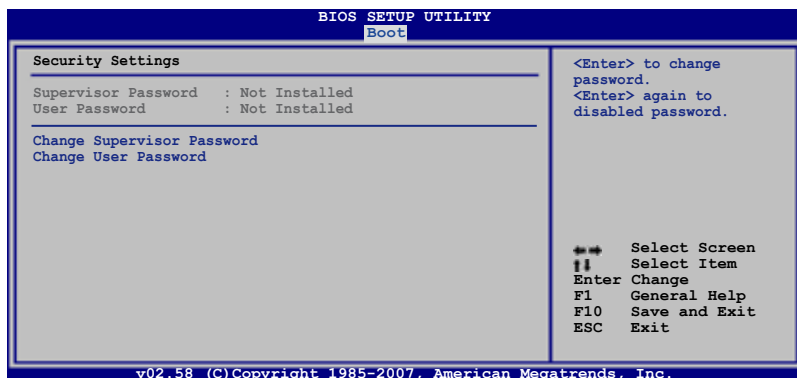 BIOS SETUP UTILITY
Boot
Security Settings
Supervisor Password : Not Installed
User Password : Not Installed
Change Supervisor Password
Change User Password
<Enter> to change
password.
<Enter> again to
disabled password.
←→ Select Screen
↑↓ Select Item
Enter Change
F1 General Help
F10 Save and Exit
ESC Exit
v02.58 (C)Copyright 1985-2007, American Megatrends, Inc.